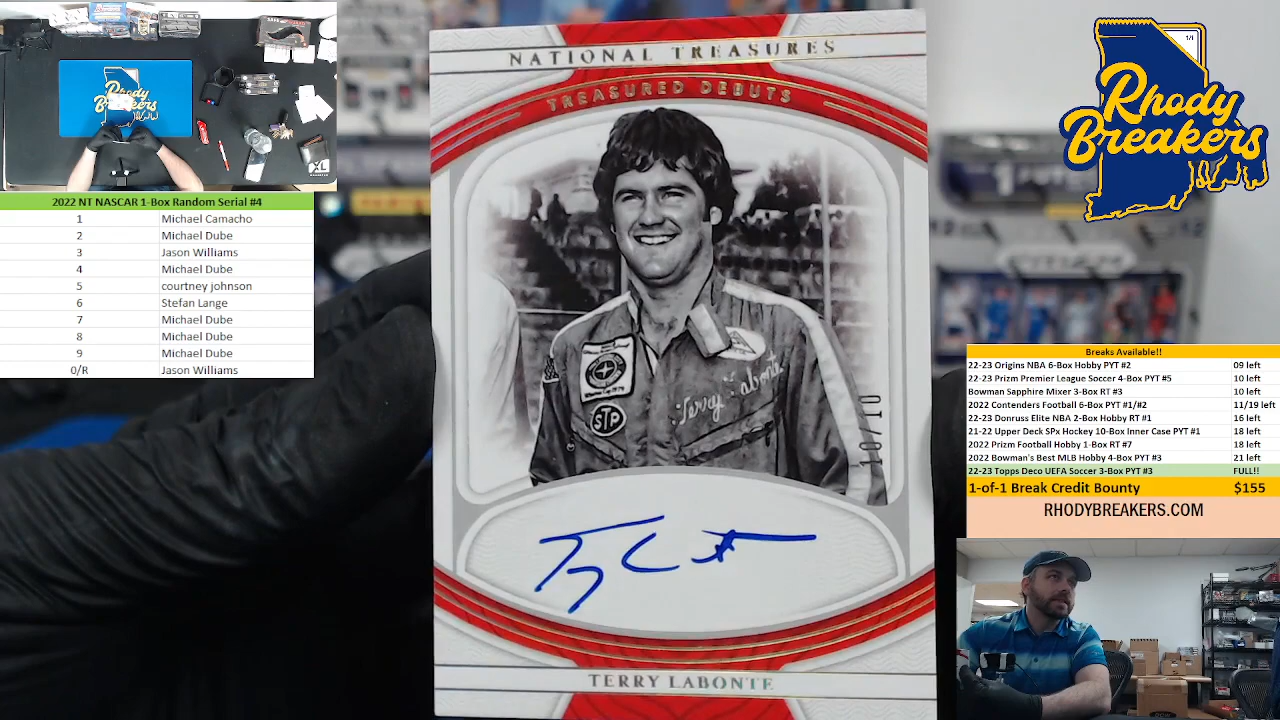 NATIONAL TREASURES
TREASURED DEBUTS
STP
Terry Labonte
10/10
TERRY LABONTE
Rhody
Breakers
1/1
Rhody
Breakers
XL
2022 NT NASCAR 1-Box Random Serial #4
1 Michael Camacho
2 Michael Dube
3 Jason Williams
4 Michael Dube
5 courtney johnson
6 Stefan Lange
7 Michael Dube
8 Michael Dube
9 Michael Dube
0/R Jason Williams
Breaks Available!!
22-23 Origins NBA 6-Box Hobby PYT #2 09 left
22-23 Prizm Premier League Soccer 4-Box PYT #5 10 left
Bowman Sapphire Mixer 3-Box RT #3 10 left
2022 Contenders Football 6-Box PYT #1/#2 11/19 left
22-23 Donruss Elite NBA 2-Box Hobby RT #1 16 left
21-22 Upper Deck SPx Hockey 10-Box Inner Case PYT #1 18 left
2022 Prizm Football Hobby 1-Box RT #7 18 left
2022 Bowman's Best MLB Hobby 4-Box PYT #3 21 left
22-23 Topps Deco UEFA Soccer 3-Box PYT #3 FULL!!
1-of-1 Break Credit Bounty $155
RHODYBREAKERS.COM